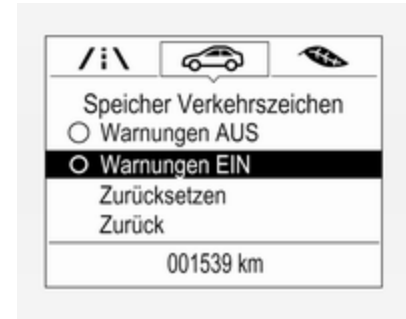 Speicher Verkehrszeichen
Warnungen AUS
Warnungen EIN
Zurücksetzen
Zurück
001539 km